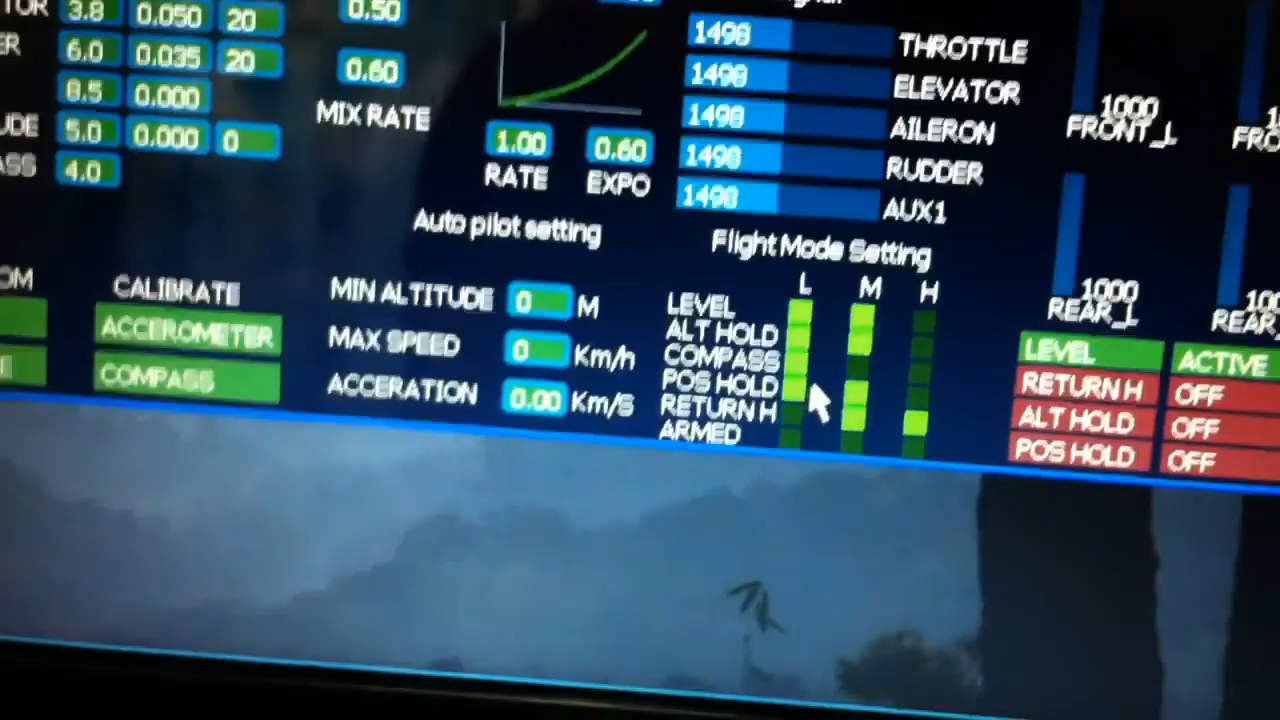 3.8 0.050 20
6.0 0.035 20
8.5 0.000
5.0 0.000 0
4.0
0.50
0.60
MIX RATE
1.00 0.60
RATE EXPO
1498 THROTTLE
1498 ELEVATOR
1498 AILERON
1498 RUDDER
1498 AUX1
1000
FRONT_L
1000
REAR_L
Auto pilot setting
MIN ALTITUDE 0 M
MAX SPEED 0 Km/h
ACCERATION 0.00 Km/S
CALIBRATE
ACCEROMETER
COMPASS
Flight Mode Setting
L M H
LEVEL
ALT HOLD
COMPASS
POS HOLD
RETURN H
ARMED
LEVEL ACTIVE
RETURN H OFF
ALT HOLD OFF
POS HOLD OFF